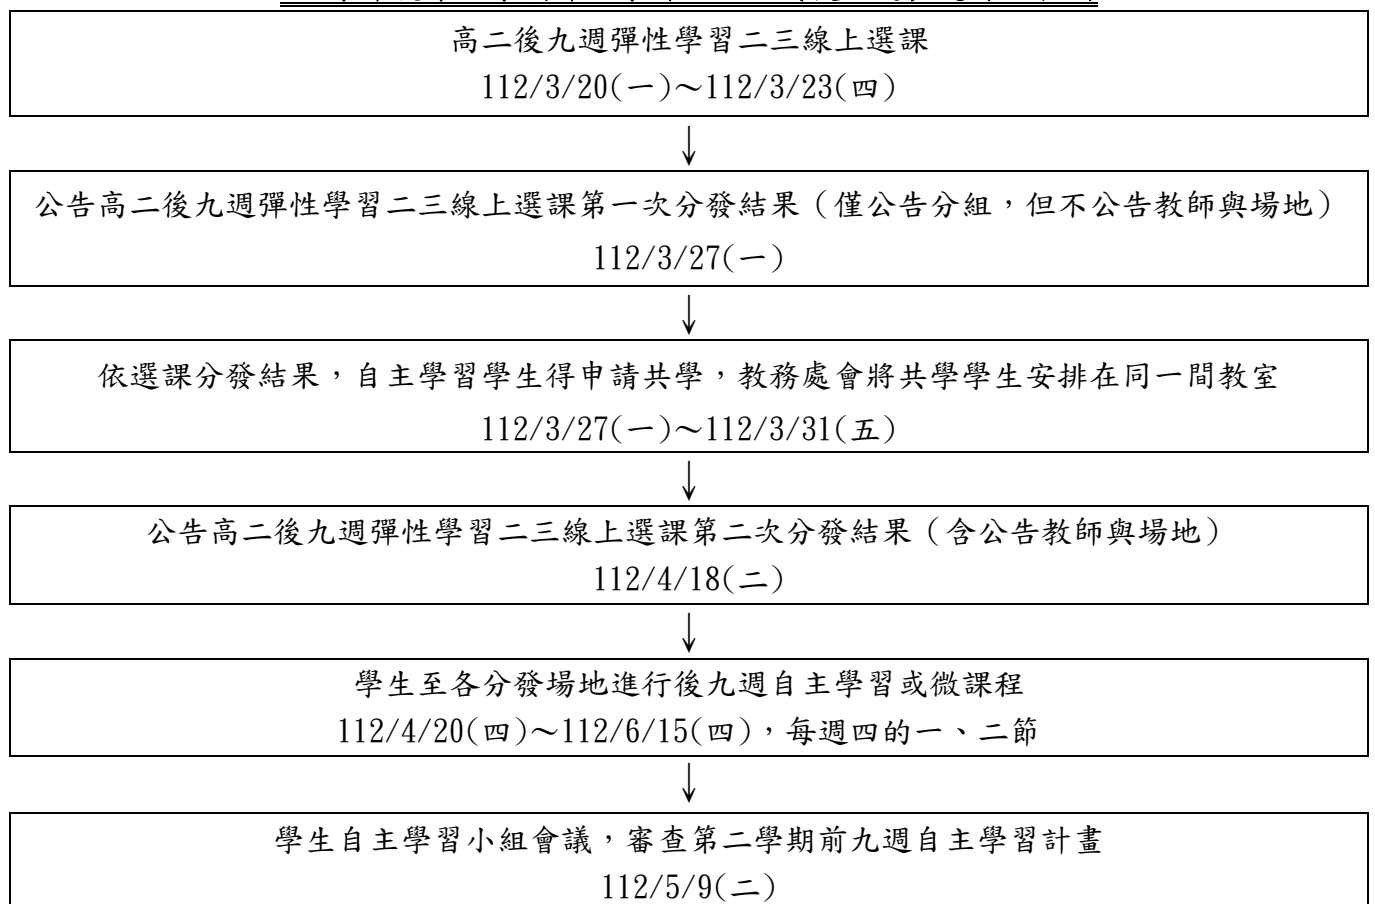 高二後九週彈性學習二三線上選課
112/3/20(一)～112/3/23(四)
↓
公告高二後九週彈性學習二三線上選課第一次分發結果（僅公告分組，但不公告教師與場地）
112/3/27(一)
↓
依選課分發結果，自主學習學生得申請共學，教務處會將共學學生安排在同一間教室
112/3/27(一)～112/3/31(五)
↓
公告高二後九週彈性學習二三線上選課第二次分發結果（含公告教師與場地）
112/4/18(二)
↓
學生至各分發場地進行後九週自主學習或微課程
112/4/20(四)～112/6/15(四)，每週四的一、二節
↓
學生自主學習小組會議，審查第二學期前九週自主學習計畫
112/5/9(二)